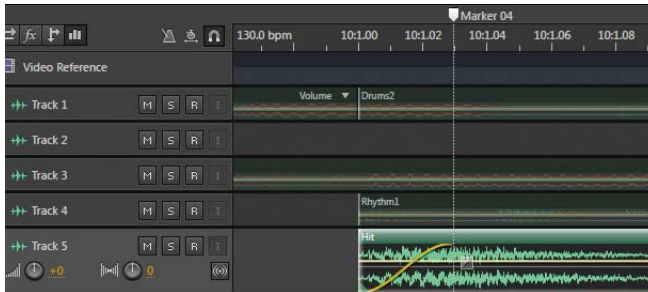 Marker 04
fx
130.0 bpm 10:1.00 10:1.02 10:1.04 10:1.06 10:1.08
Video Reference
Track 1 M S R I Volume Drums2
Track 2 M S R I
Track 3 M S R I
Track 4 M S R I Rhythm1
Track 5 M S R I Hit
+0 0